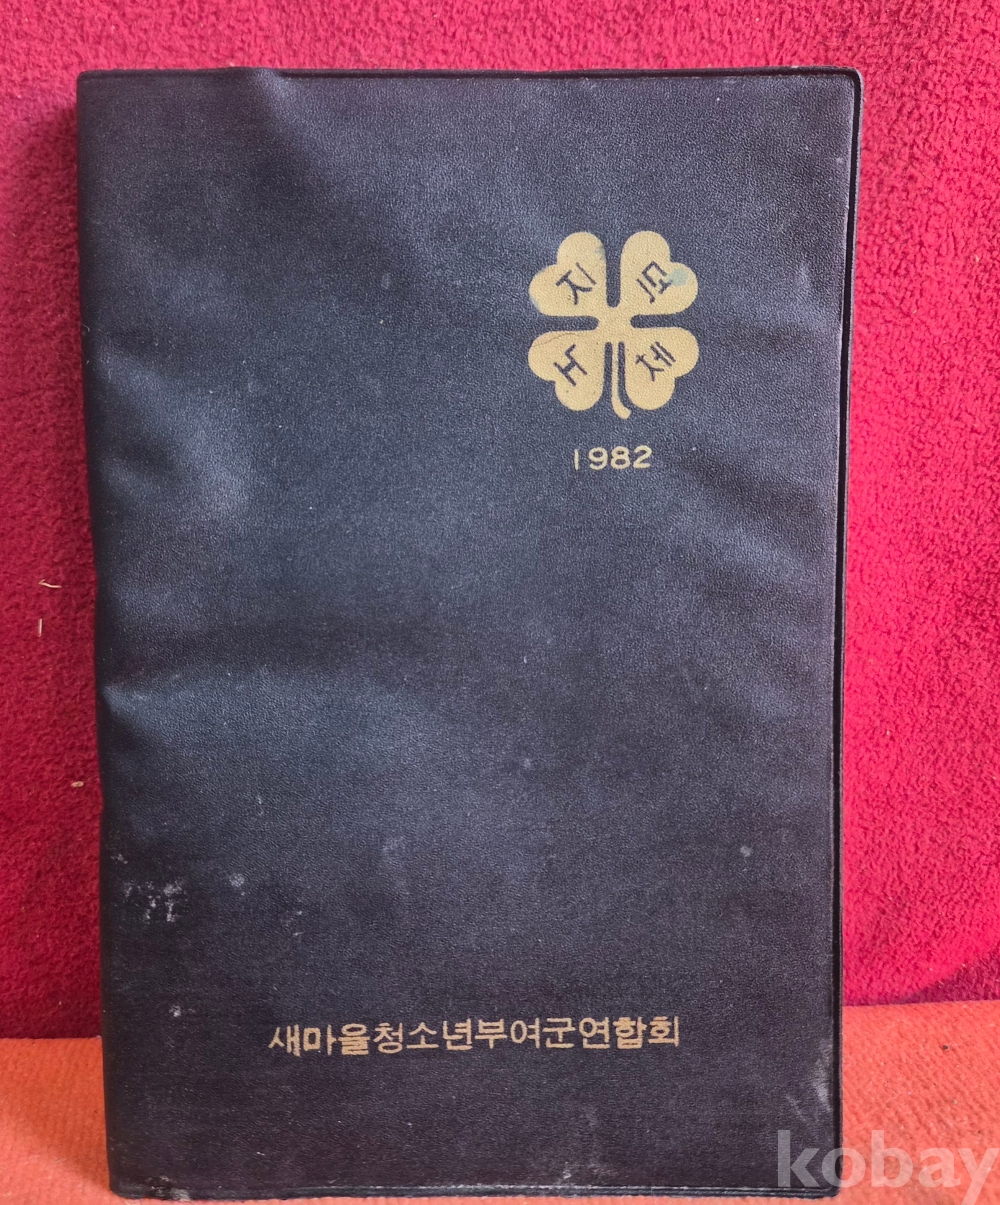 지
덕
노
체
1982
새마을청소년부여군연합회
kobay